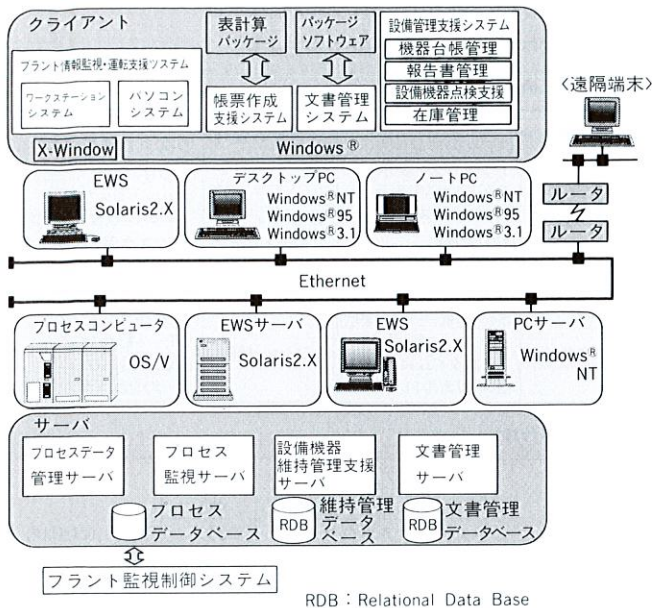 クライアント
プラント情報監視・運転支援システム
ワークステーション
システム
パソコン
システム
表計算
パッケージ
帳票作成
支援システム
パッケージ
ソフトウェア
文書管理
システム
設備管理支援システム
機器台帳管理
報告書管理
設備機器点検支援
在庫管理
X-Window
Windows®
<遠隔端末>
ルータ
ルータ
EWS
Solaris2.X
デスクトップPC
Windows®NT
Windows®95
Windows®3.1
ノートPC
Windows®NT
Windows®95
Windows®3.1
Ethernet
プロセスコンピュータ
OS/V
EWSサーバ
Solaris2.X
EWS
Solaris2.X
PCサーバ
Windows®
NT
サーバ
プロセスデータ
管理サーバ
プロセス
監視サーバ
設備機器
維持管理支援
サーバ
文書管理
サーバ
プロセス
データベース
RDB
維持管理
データ
ベース
RDB
文書管理
データベース
プラント監視制御システム
RDB：Relational Data Base